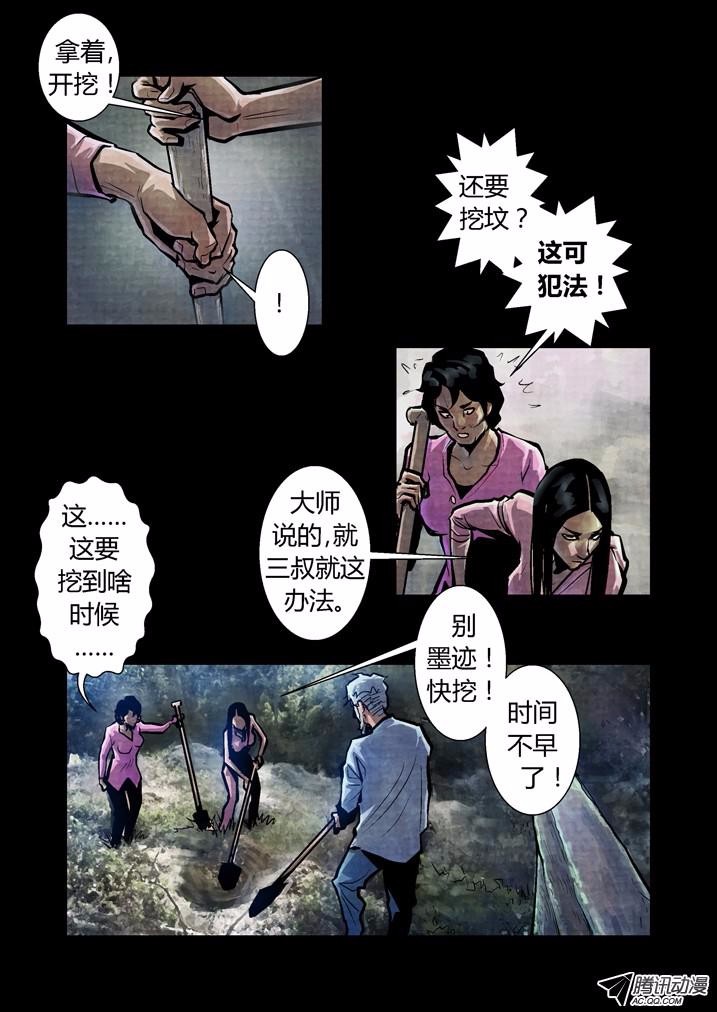 拿着，
开挖！
！
还要
挖坟？
这可
犯法！
大师
说的，就
三叔就这
办法。
这……
这要
挖到啥
时候
……
别
墨迹！
快挖！
时间
不早
了！
腾讯动漫
AC.QQ.COM